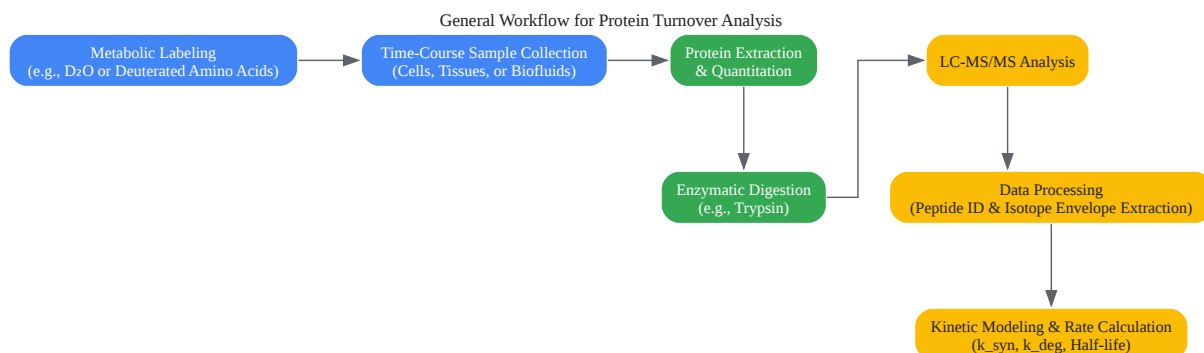 General Workflow for Protein Turnover Analysis
Metabolic Labeling
(e.g., D₂O or Deuterated Amino Acids)
Time-Course Sample Collection
(Cells, Tissues, or Biofluids)
Protein Extraction
& Quantitation
LC-MS/MS Analysis
Enzymatic Digestion
(e.g., Trypsin)
Data Processing
(Peptide ID & Isotope Envelope Extraction)
Kinetic Modeling & Rate Calculation
(k_syn, k_deg, Half-life)